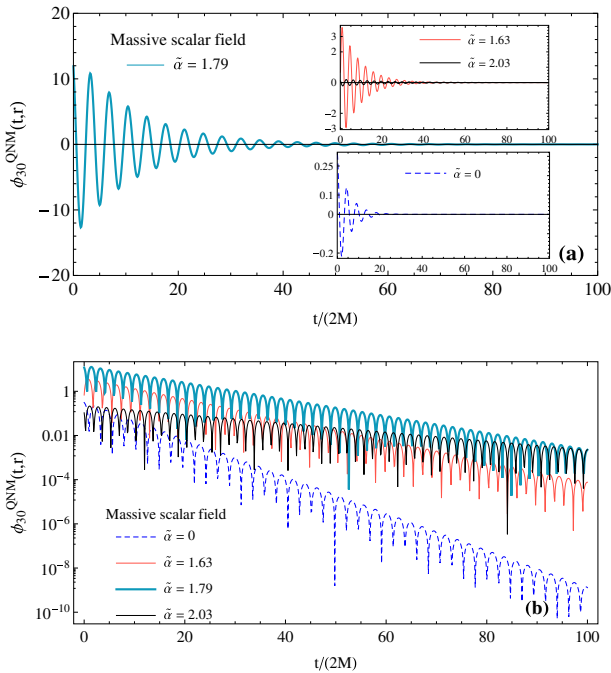 Massive scalar field
α̃ = 1.79
20
10
0
−10
−20
ϕ₃₀^QNM(t,r)
0 20 40 60 80 100
t/(2M)
(a)
α̃ = 1.63
α̃ = 2.03
3
2
1
0
−1
−2
−3
0 20 40 60 80 100
α̃ = 0
0.25
0.1
0
−0.2
0 20 40 60 80 100
1
0.01
10⁻⁴
10⁻⁶
10⁻⁸
10⁻¹⁰
ϕ₃₀^QNM(t,r)
Massive scalar field
α̃ = 0
α̃ = 1.63
α̃ = 1.79
α̃ = 2.03
(b)
0 20 40 60 80 100
t/(2M)